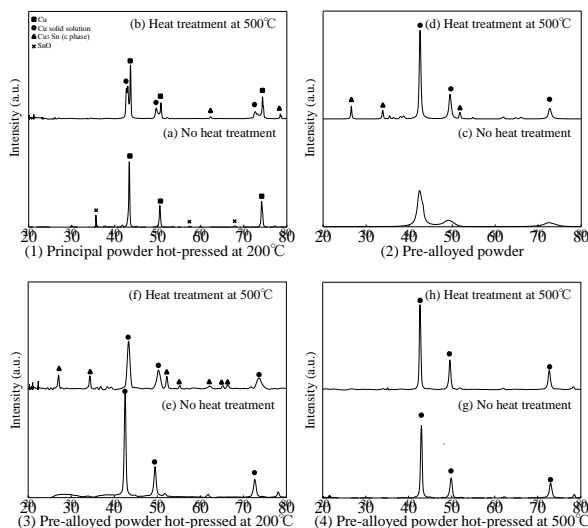 ■ Cu
● Cu solid solution
▲ Cu₃ Sn (ε phase)
× SnO
(b) Heat treatment at 500℃
(a) No heat treatment
Intensity (a.u.)
20 30 40 50 60 70 80
(1) Principal powder hot-pressed at 200℃
(d) Heat treatment at 500℃
(c) No heat treatment
Intensity (a.u.)
20 30 40 50 60 70 80
(2) Pre-alloyed powder
(f) Heat treatment at 500℃
(e) No heat treatment
Intensity (a.u.)
20 30 40 50 60 70 80
(3) Pre-alloyed powder hot-pressed at 200℃
(h) Heat treatment at 500℃
(g) No heat treatment
Intensity (a.u.)
20 30 40 50 60 70 80
(4) Pre-alloyed powder hot-pressed at 500℃